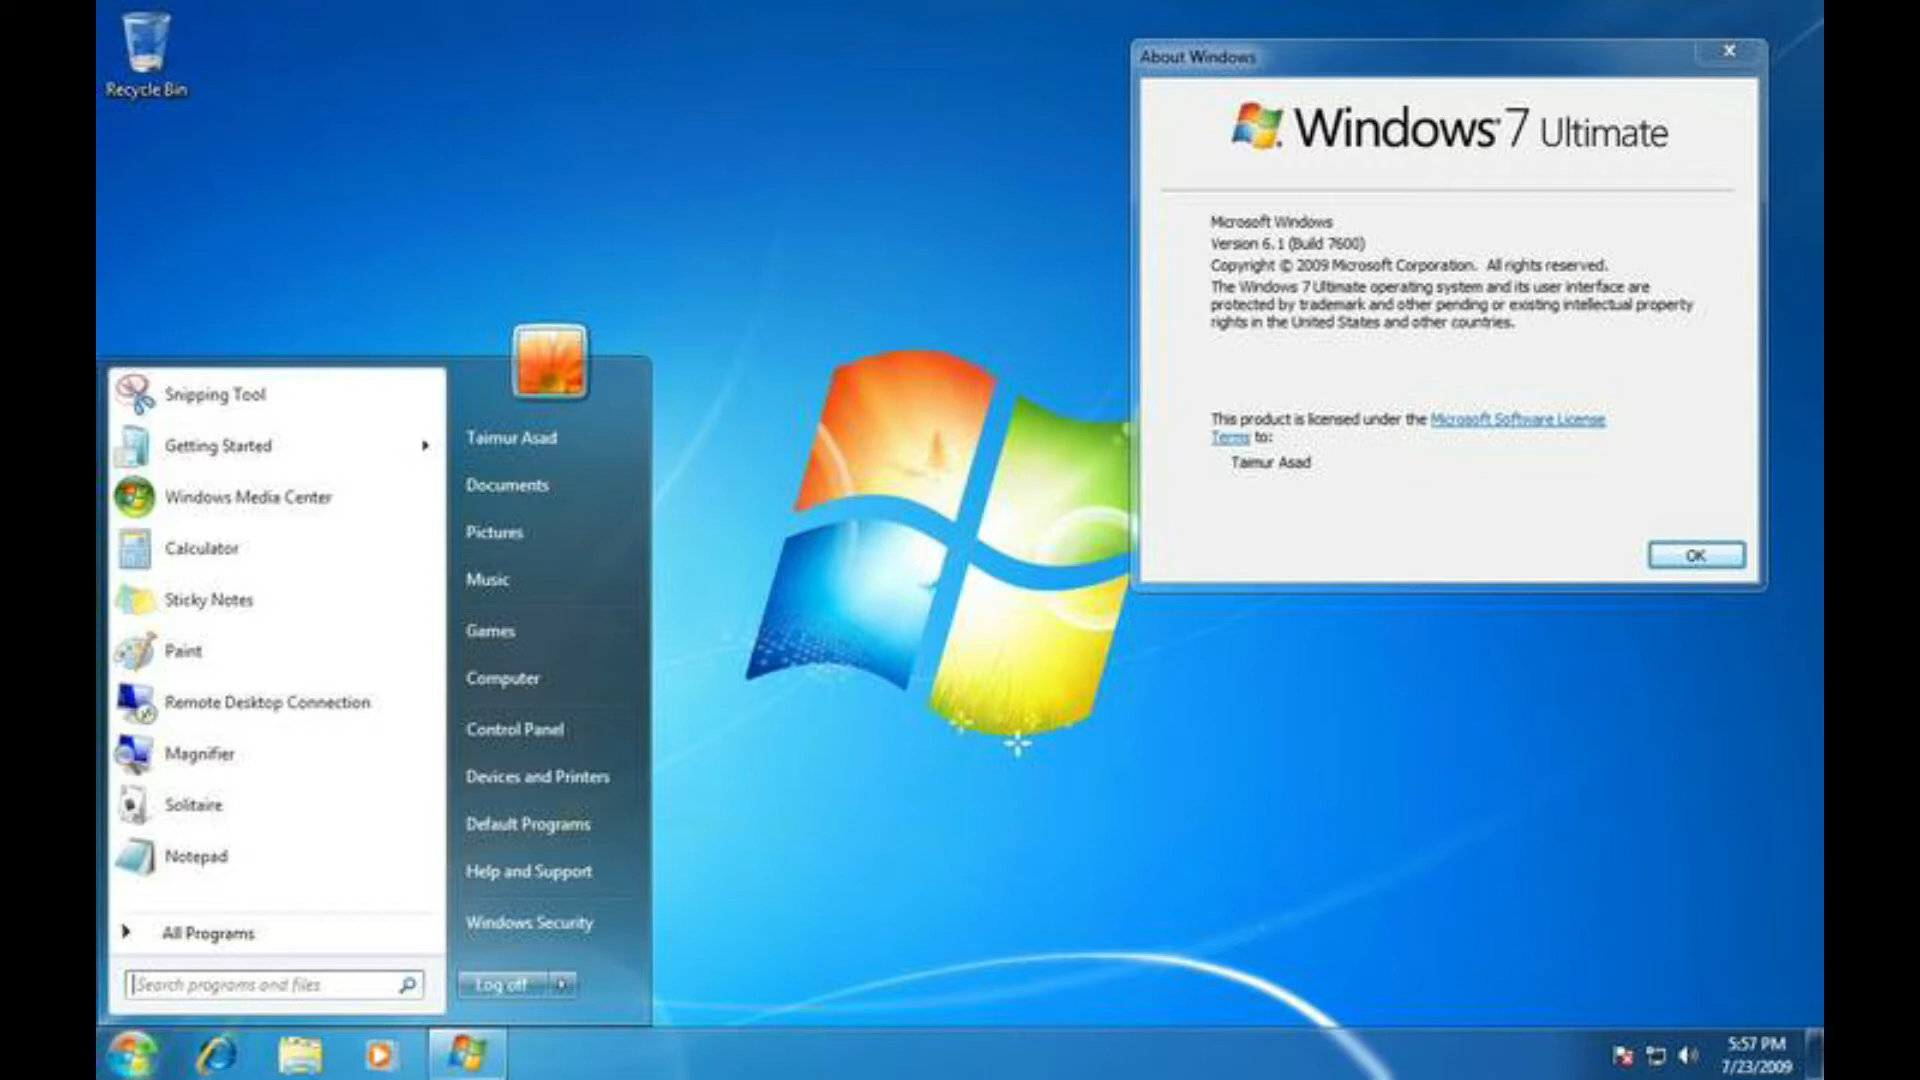 Recycle Bin
About Windows
Windows 7 Ultimate
Microsoft Windows
Version 6.1 (Build 7600)
Copyright © 2009 Microsoft Corporation. All rights reserved.
The Windows 7 Ultimate operating system and its user interface are
protected by trademark and other pending or existing intellectual property
rights in the United States and other countries.
This product is licensed under the Microsoft Software License
Terms to:
Taimur Asad
OK
Snipping Tool
Getting Started
Windows Media Center
Calculator
Sticky Notes
Paint
Remote Desktop Connection
Magnifier
Solitaire
Notepad
All Programs
Search programs and files
Taimur Asad
Documents
Pictures
Music
Games
Computer
Control Panel
Devices and Printers
Default Programs
Help and Support
Windows Security
Log off
5:57 PM
7/23/2009